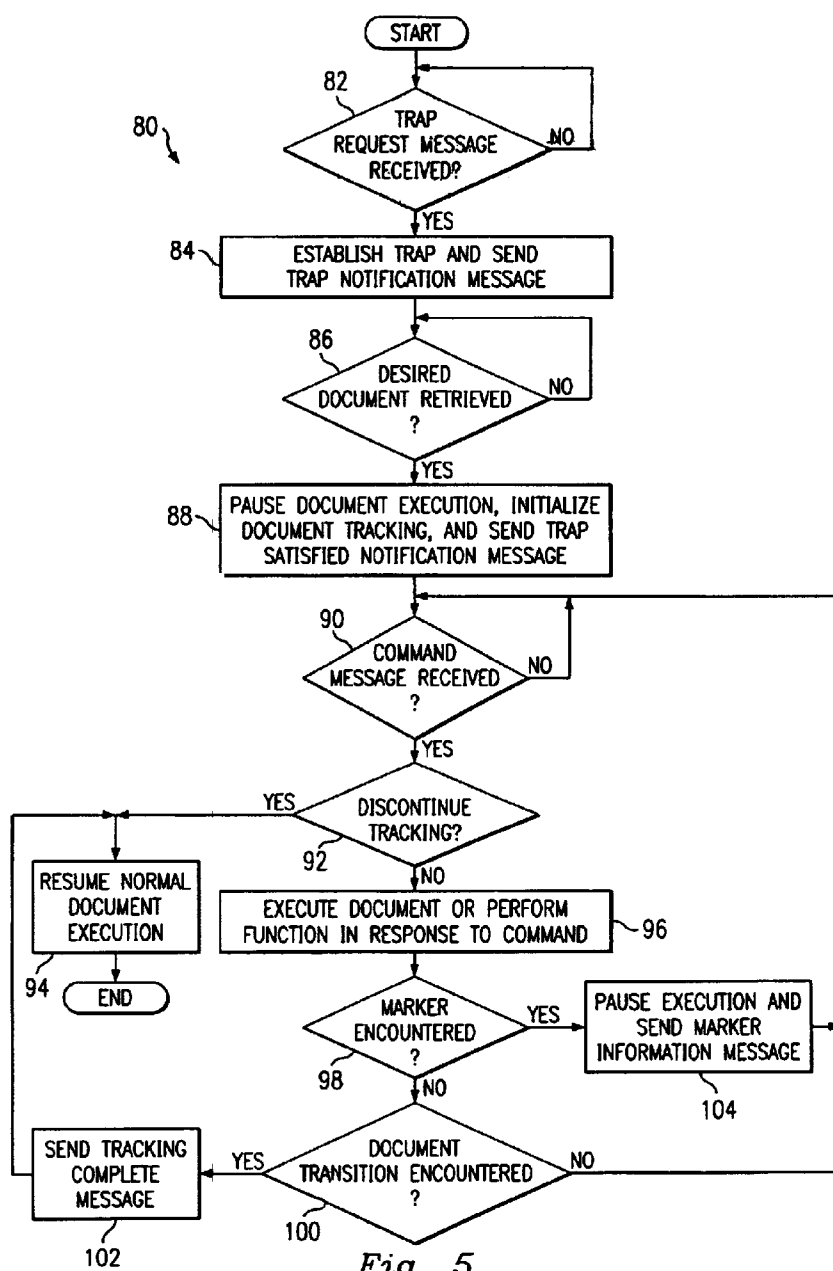 START
82
80
TRAP
REQUEST MESSAGE
RECEIVED?
NO
YES
84
ESTABLISH TRAP AND SEND
TRAP NOTIFICATION MESSAGE
86
DESIRED
DOCUMENT RETRIEVED
?
NO
YES
88
PAUSE DOCUMENT EXECUTION, INITIALIZE
DOCUMENT TRACKING, AND SEND TRAP
SATISFIED NOTIFICATION MESSAGE
90
COMMAND
MESSAGE RECEIVED
?
NO
YES
YES
DISCONTINUE
TRACKING?
92
NO
RESUME NORMAL
DOCUMENT
EXECUTION
94
END
EXECUTE DOCUMENT OR PERFORM
FUNCTION IN RESPONSE TO COMMAND
96
MARKER
ENCOUNTERED
?
98
YES
NO
PAUSE EXECUTION AND
SEND MARKER
INFORMATION MESSAGE
104
SEND TRACKING
COMPLETE
MESSAGE
102
YES
DOCUMENT
TRANSITION ENCOUNTERED
?
100
NO
Fig. 5